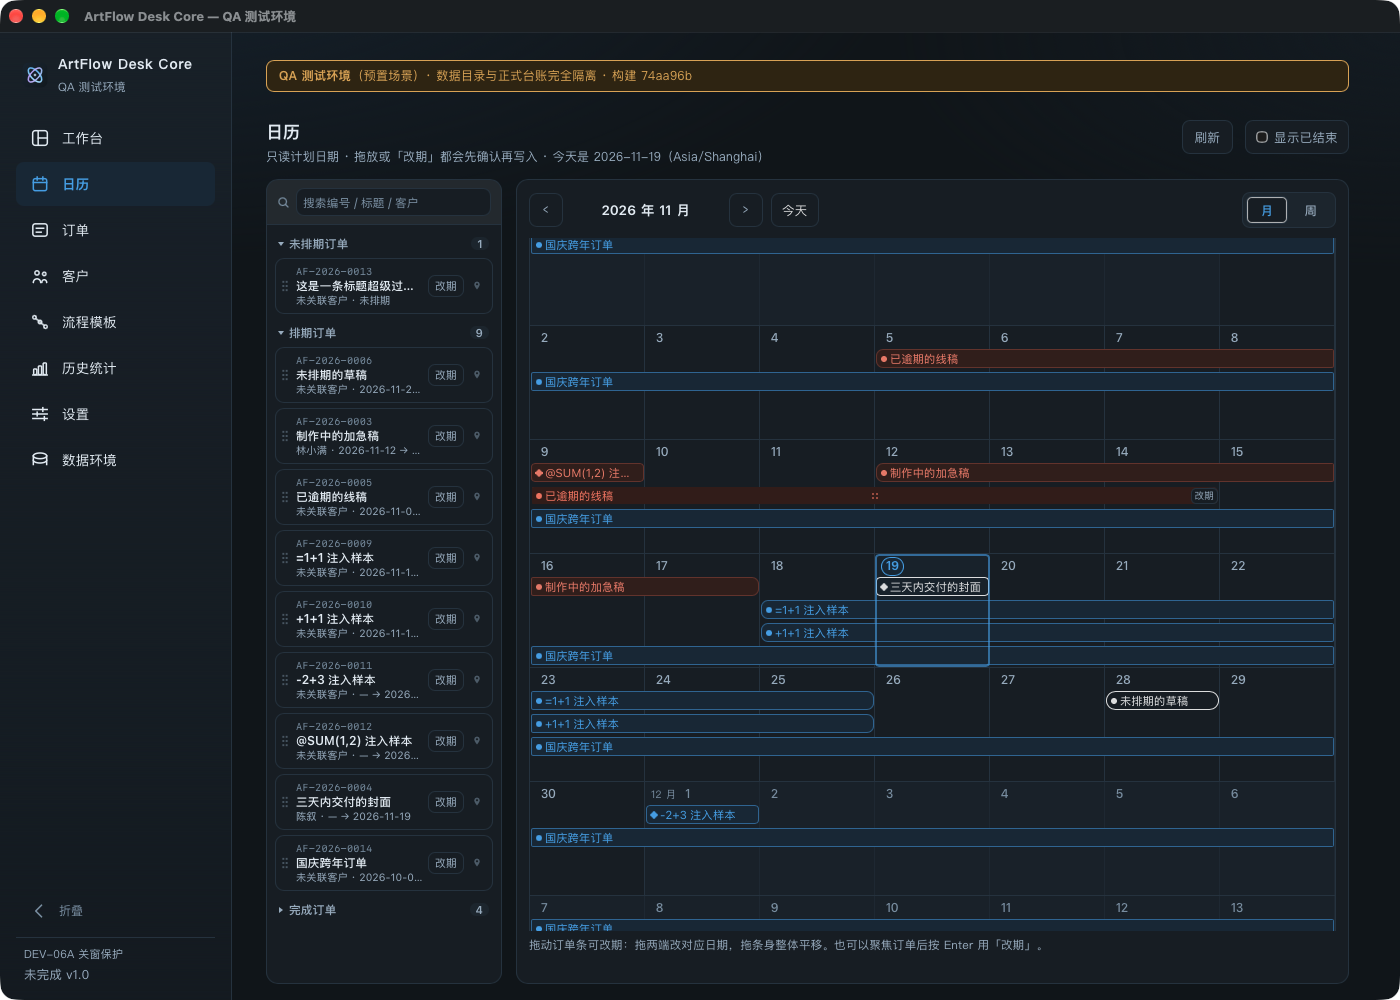 ArtFlow Desk Core — QA 测试环境
ArtFlow Desk Core
QA 测试环境
工作台
日历
订单
客户
流程模板
历史统计
设置
数据环境
折叠
DEV-06A 关窗保护
未完成 v1.0
QA 测试环境（预置场景）· 数据目录与正式台账完全隔离 · 构建 74aa96b
日历
只读计划日期 · 拖放或「改期」都会先确认再写入 · 今天是 2026-11-19（Asia/Shanghai）
刷新
显示已结束
搜索编号 / 标题 / 客户
未排期订单 1
AF-2026-0013
这是一条标题超级过... 改期
未关联客户 · 未排期
排期订单 9
AF-2026-0006
未排期的草稿 改期
未关联客户 · 2026-11-2...
AF-2026-0003
制作中的加急稿 改期
林小满 · 2026-11-12 → ...
AF-2026-0005
已逾期的线稿 改期
未关联客户 · 2026-11-0...
AF-2026-0009
=1+1 注入样本 改期
未关联客户 · 2026-11-1...
AF-2026-0010
+1+1 注入样本 改期
未关联客户 · 2026-11-1...
AF-2026-0011
-2+3 注入样本 改期
未关联客户 · — → 2026...
AF-2026-0012
@SUM(1,2) 注入样本 改期
未关联客户 · — → 2026...
AF-2026-0004
三天内交付的封面 改期
陈叙 · — → 2026-11-19
AF-2026-0014
国庆跨年订单 改期
未关联客户 · 2026-10-0...
完成订单 4
< 2026 年 11 月 > 今天 月 周
国庆跨年订单
2 3 4 5 6 7 8
已逾期的线稿
国庆跨年订单
9 10 11 12 13 14 15
@SUM(1,2) 注... 制作中的加急稿
已逾期的线稿 改期
国庆跨年订单
16 17 18 19 20 21 22
制作中的加急稿 三天内交付的封面
=1+1 注入样本
+1+1 注入样本
国庆跨年订单
23 24 25 26 27 28 29
=1+1 注入样本 未排期的草稿
+1+1 注入样本
国庆跨年订单
30 12 月 1 2 3 4 5 6
-2+3 注入样本
国庆跨年订单
7 8 9 10 11 12 13
国庆跨年订单
拖动订单条可改期：拖两端改对应日期，拖条身整体平移。也可以聚焦订单后按 Enter 用「改期」。